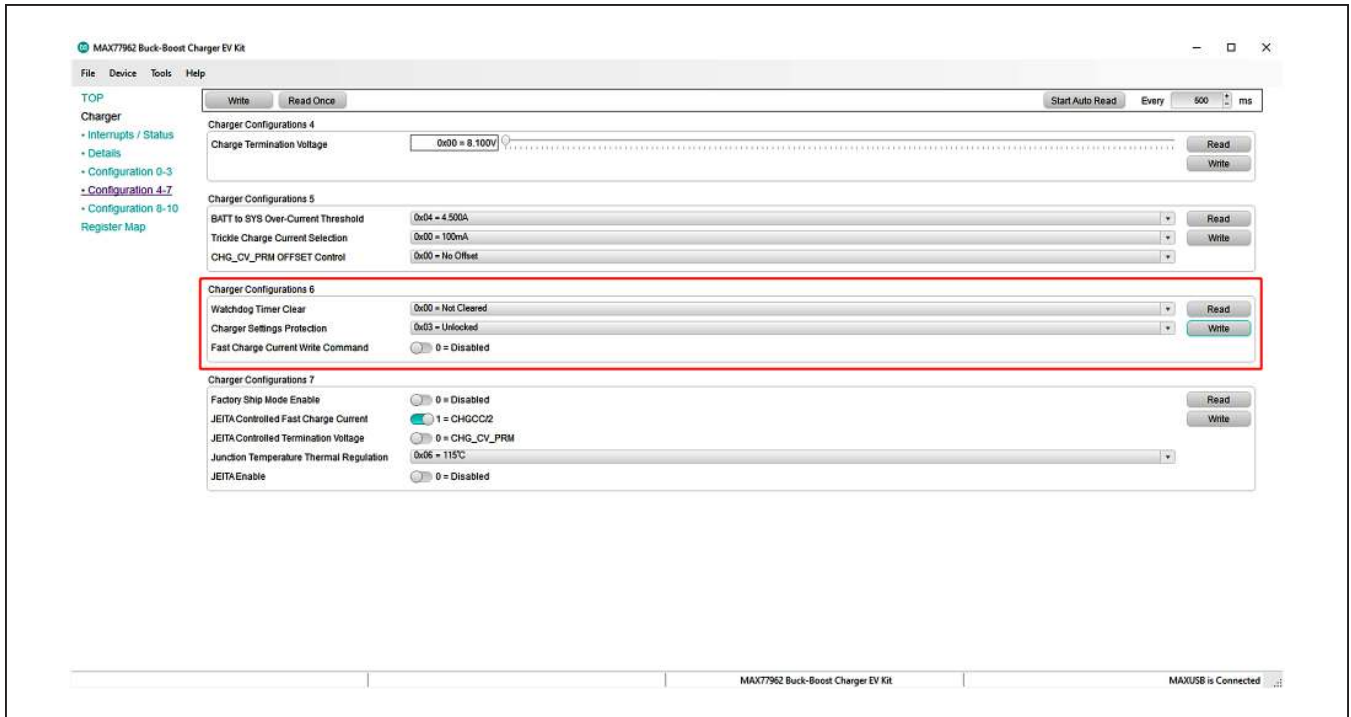 MAX77962 Buck-Boost Charger EV Kit
File Device Tools Help
TOP
Charger
- Interrupts / Status
- Details
- Configuration 0-3
- Configuration 4-7
- Configuration 8-10
Register Map
Write Read Once Start Auto Read Every 500 ms
Charger Configurations 4
Charge Termination Voltage 0x00 = 8.100V Read
Write
Charger Configurations 5
BATT to SYS Over-Current Threshold 0x04 = 4.500A Read
Trickle Charge Current Selection 0x00 = 100mA Write
CHG_CV_PRM OFFSET Control 0x00 = No Offset
Charger Configurations 6
Watchdog Timer Clear 0x00 = Not Cleared Read
Charger Settings Protection 0x03 = Unlocked Write
Fast Charge Current Write Command 0 = Disabled
Charger Configurations 7
Factory Ship Mode Enable 0 = Disabled Read
JEITA Controlled Fast Charge Current 1 = CHGCC/2 Write
JEITA Controlled Termination Voltage 0 = CHG_CV_PRM
Junction Temperature Thermal Regulation 0x06 = 115°C
JEITA Enable 0 = Disabled
MAX77962 Buck-Boost Charger EV Kit MAXUSB is Connected